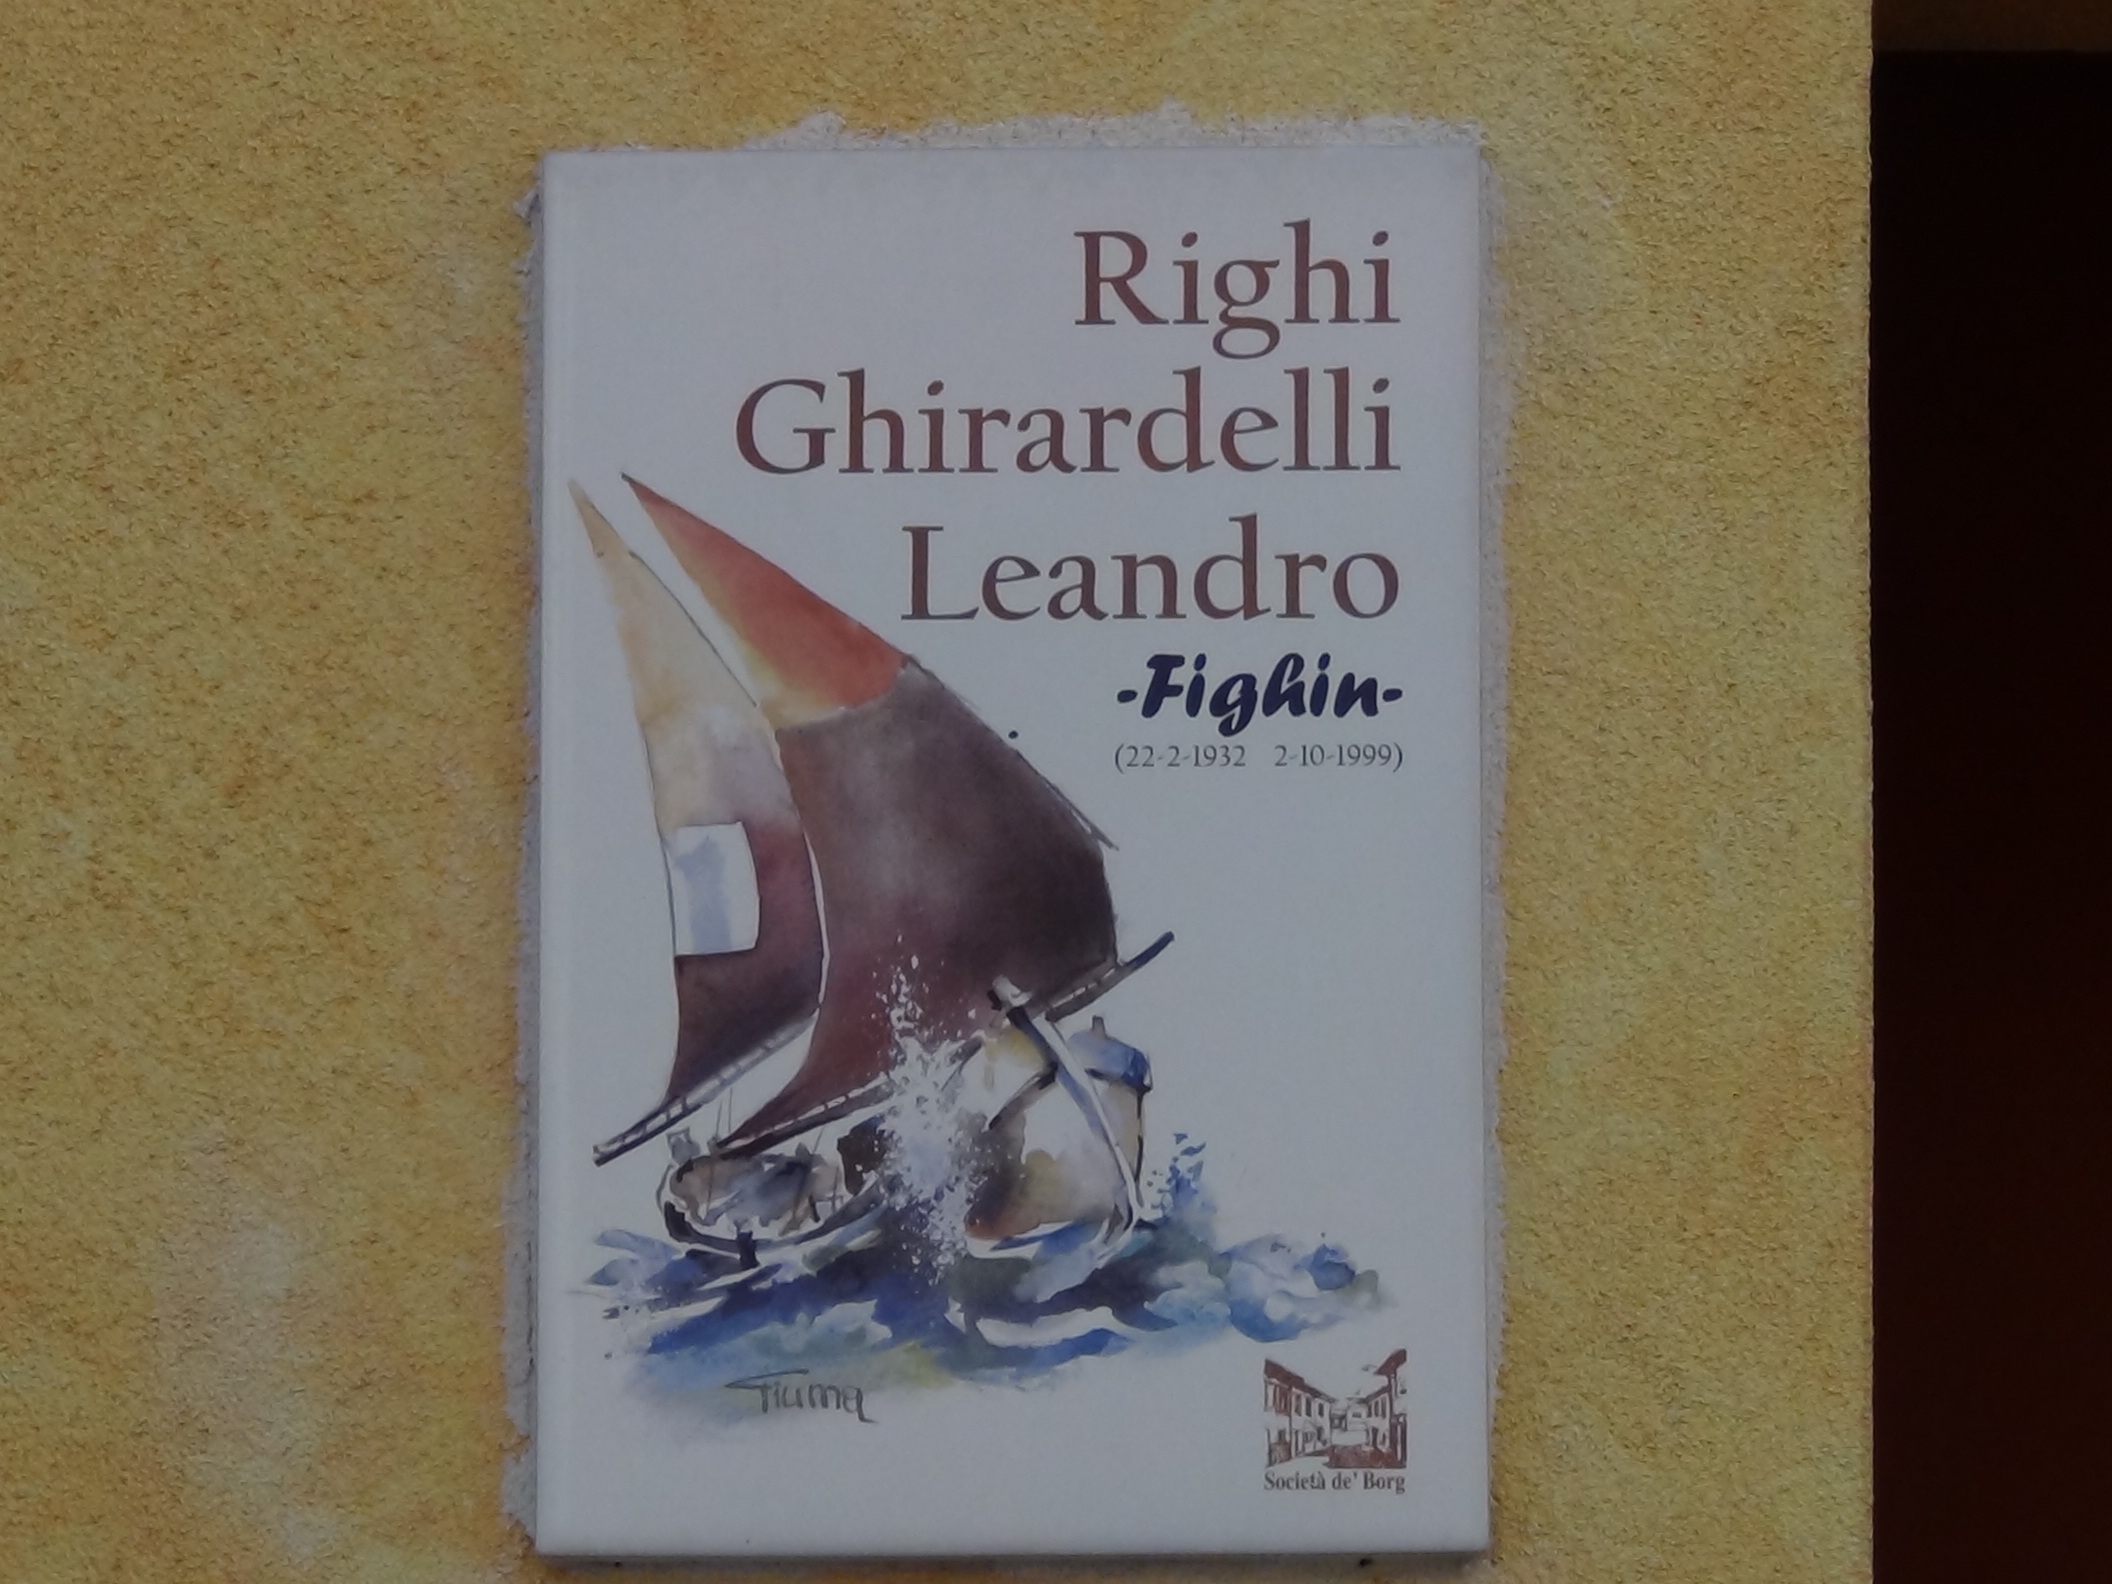 Righi
Ghirardelli
Leandro
-Fighin-
(22-2-1932 2-10-1999)
Fiuma
Società de' Borg